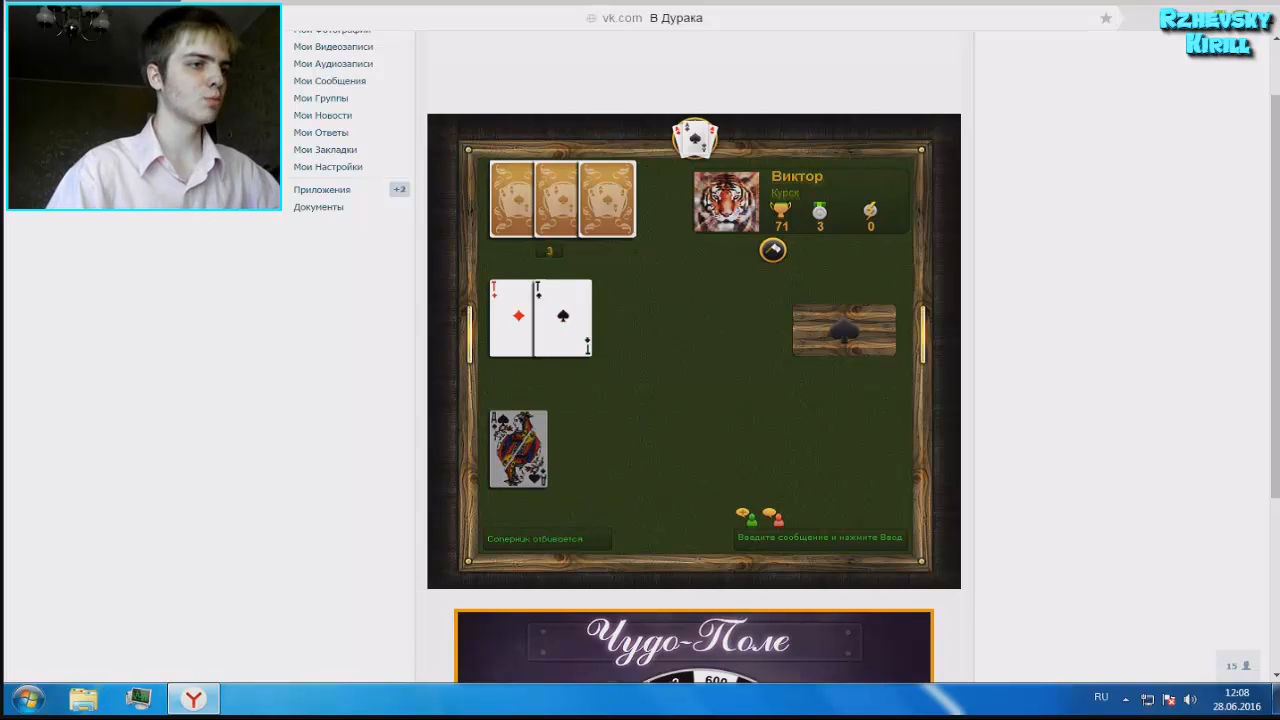 vk.com В Дурака
Rzhevsky
Kirill
Мои Видеозаписи
Мои Аудиозаписи
Мои Сообщения
Мои Группы
Мои Новости
Мои Ответы
Мои Закладки
Мои Настройки
Приложения +2
Документы
Виктор
Курск
71 3 0
3
Т Т
Т
Д
Соперник отбивается
Введите сообщение и нажмите Ввод
Чудо-Поле
600
15
RU
12:08
28.06.2016